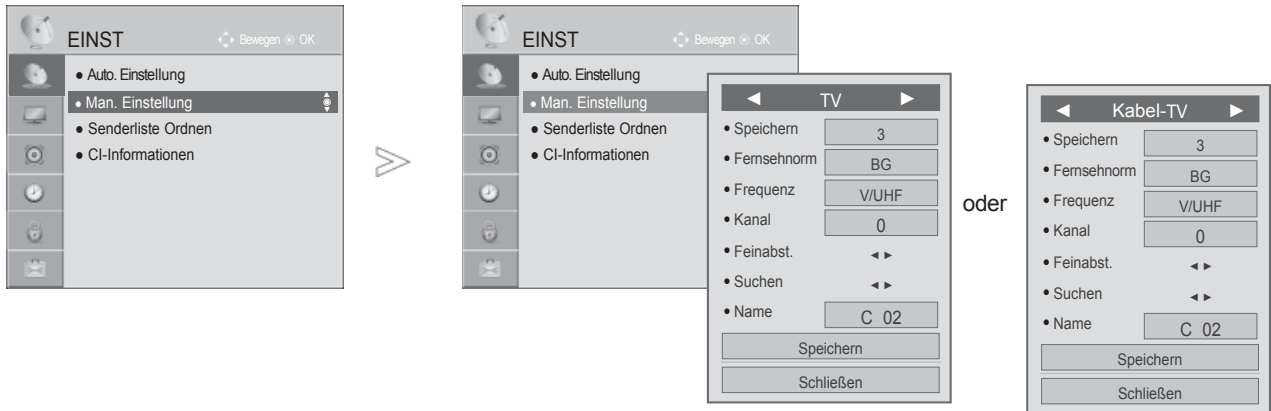 EINST
Bewegen OK
● Auto. Einstellung
● Man. Einstellung
● Senderliste Ordnen
● CI-Informationen
EINST
Bewegen OK
● Auto. Einstellung
● Man. Einstellung
● Senderliste Ordnen
● CI-Informationen
◄ TV ►
• Speichern 3
• Fernsehnorm BG
• Frequenz V/UHF
• Kanal 0
• Feinabst. ◄ ►
• Suchen ◄ ►
• Name C 02
Speichern
Schließen
oder
◄ Kabel-TV ►
• Speichern 3
• Fernsehnorm BG
• Frequenz V/UHF
• Kanal 0
• Feinabst. ◄ ►
• Suchen ◄ ►
• Name C 02
Speichern
Schließen